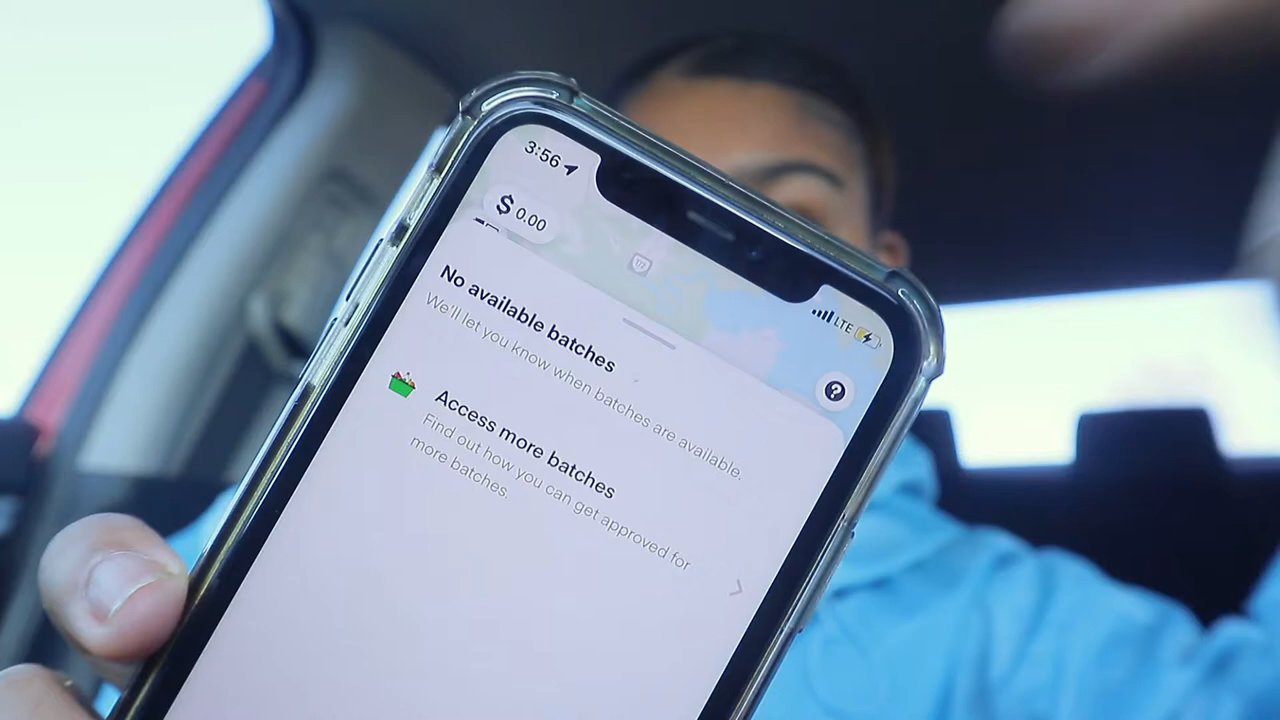 3:56
$ 0.00
LTE
No available batches
We'll let you know when batches are available.
Access more batches
Find out how you can get approved for
more batches.